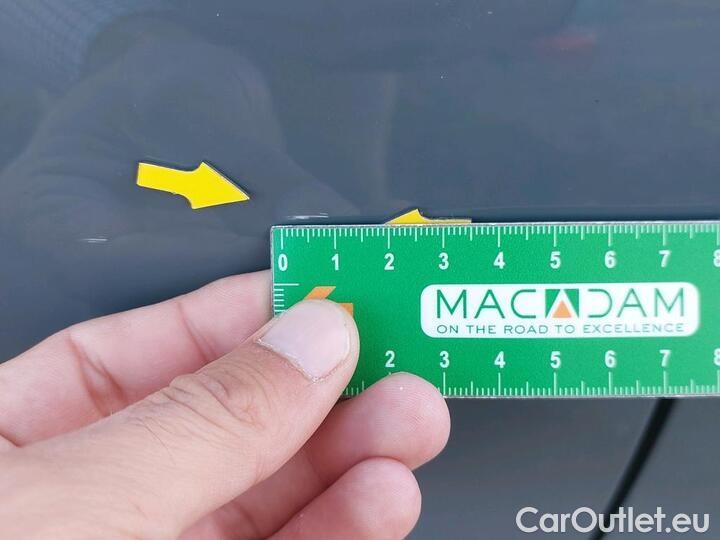 0 1 2 3 4 5 6 7 8
MACADAM
ON THE ROAD TO EXCELLENCE
2 3 4 5 6 7 8
CarOutlet.eu